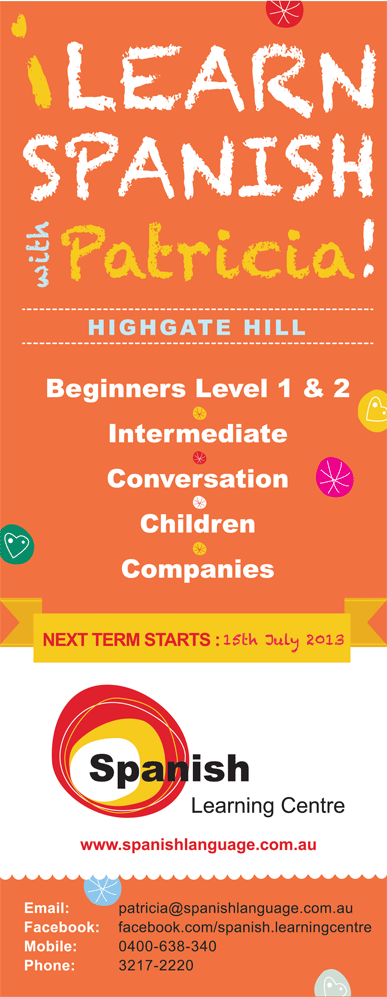 ¡LEARN
SPANISH
with Patricia!
HIGHGATE HILL
Beginners Level 1 & 2
Intermediate
Conversation
Children
Companies
NEXT TERM STARTS : 15th July 2013
Spanish
Learning Centre
www.spanishlanguage.com.au
Email: patricia@spanishlanguage.com.au
Facebook: facebook.com/spanish.learningcentre
Mobile: 0400-638-340
Phone: 3217-2220